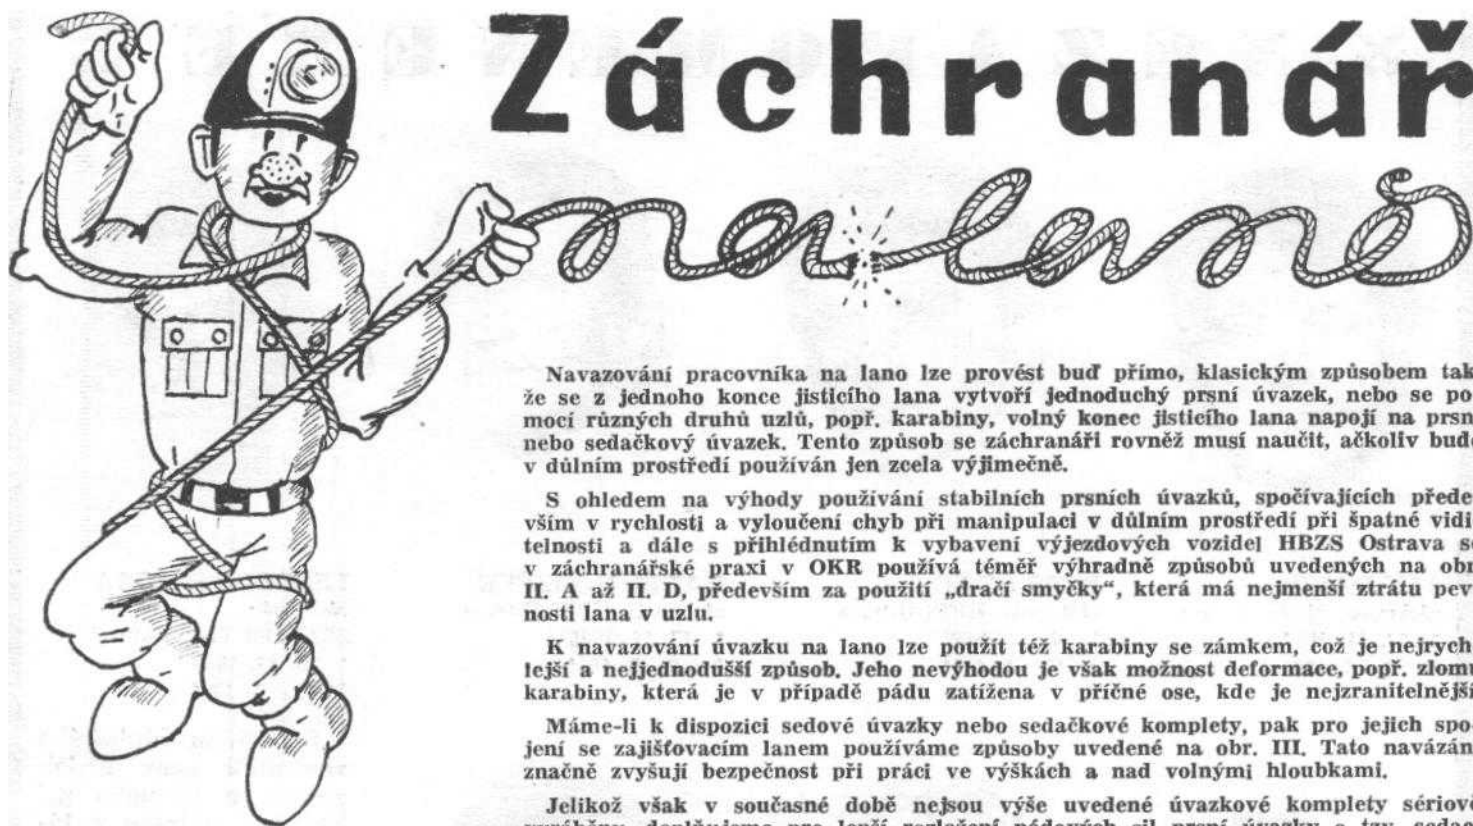 Záchranář
na laně
Navazování pracovníka na lano lze provést buď přímo, klasickým způsobem tak
že se z jednoho konce jisticího lana vytvoří jednoduchý prsní úvazek, nebo se po
mocí různých druhů uzlů, popř. karabiny, volný konec jisticího lana napojí na prsn
nebo sedačkový úvazek. Tento způsob se záchranáři rovněž musí naučit, ačkoliv bude
v důlním prostředí používán jen zcela výjimečně.
S ohledem na výhody používání stabilních prsních úvazků, spočívajících přede
vším v rychlosti a vyloučení chyb při manipulaci v důlním prostředí při špatné vidi
telnosti a dále s přihlédnutím k vybavení výjezdových vozidel HBZS Ostrava se
v záchranářské praxi v OKR používá téměř výhradně způsobů uvedených na obr
II. A až II. D, především za použití „dračí smyčky“, která má nejmenší ztrátu pev
nosti lana v uzlu.
K navazování úvazku na lano lze použít též karabiny se zámkem, což je nejrych
lejší a nejjednodušší způsob. Jeho nevýhodou je však možnost deformace, popř. zlomu
karabiny, která je v případě pádu zatížena v příčné ose, kde je nejzranitelnější
Máme-li k dispozici sedové úvazky nebo sedačkové komplety, pak pro jejich spo
jení se zajišťovacím lanem používáme způsoby uvedené na obr. III. Tato navázán
značně zvyšují bezpečnost při práci ve výškách a nad volnými hloubkami.
Jelikož však v současné době nejsou výše uvedené úvazkové komplety sériově